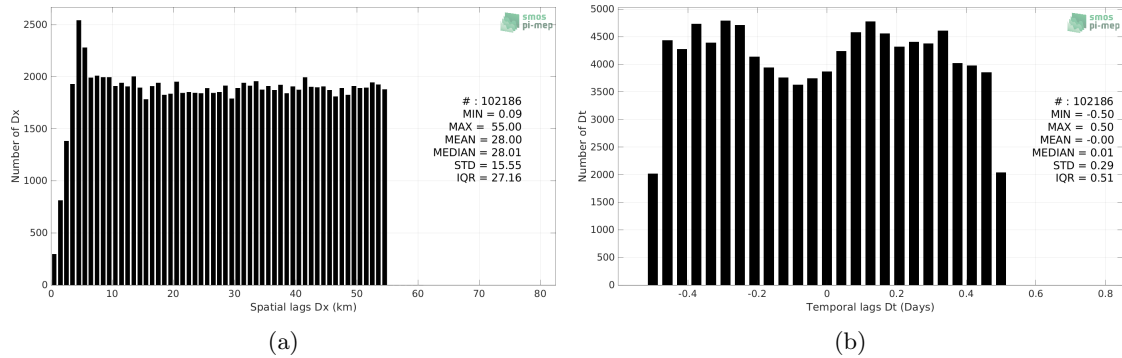 smos
pi-mep
2500
2000
1500
1000
500
0
Number of Dx
# : 102186
MIN = 0.09
MAX = 55.00
MEAN = 28.00
MEDIAN = 28.01
STD = 15.55
IQR = 27.16
0 10 20 30 40 50 60 70 80
Spatial lags Dx (km)
(a)
smos
pi-mep
5000
4500
4000
3500
3000
2500
2000
1500
1000
500
0
Number of Dt
# : 102186
MIN = -0.50
MAX = 0.50
MEAN = -0.00
MEDIAN = 0.01
STD = 0.29
IQR = 0.51
-0.4 -0.2 0 0.2 0.4 0.6 0.8
Temporal lags Dt (Days)
(b)